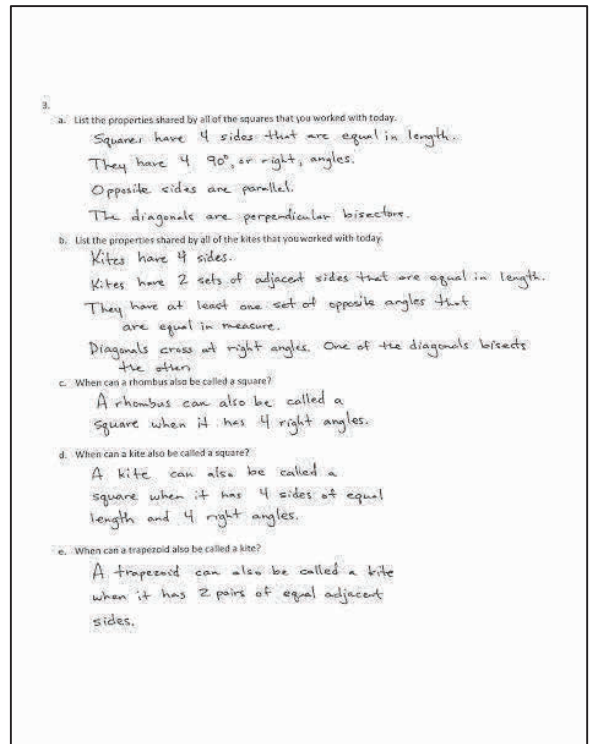 3.
a. List the properties shared by all of the squares that you worked with today.
Squares have 4 sides that are equal in length.
They have 4 90°, or right, angles.
Opposite sides are parallel.
The diagonals are perpendicular bisectors.
b. List the properties shared by all of the kites that you worked with today.
Kites have 4 sides.
Kites have 2 sets of adjacent sides that are equal in length.
They have at least one set of opposite angles that
are equal in measure.
Diagonals cross at right angles. One of the diagonals bisects
the other.
c. When can a rhombus also be called a square?
A rhombus can also be called a
square when it has 4 right angles.
d. When can a kite also be called a square?
A kite can also be called a
square when it has 4 sides of equal
length and 4 right angles.
e. When can a trapezoid also be called a kite?
A trapezoid can also be called a kite
when it has 2 pairs of equal adjacent
sides.